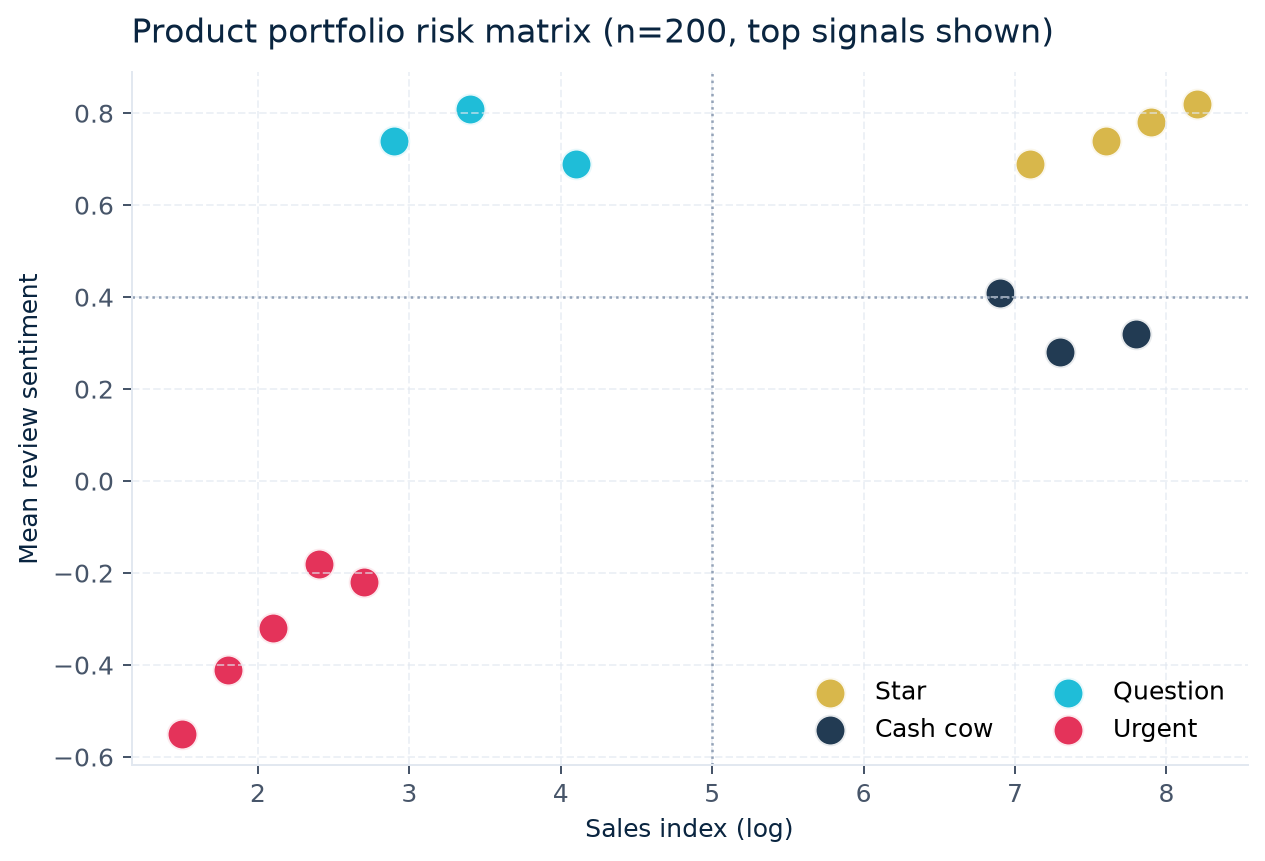 Product portfolio risk matrix (n=200, top signals shown)
0.8
0.6
0.4
0.2
0.0
−0.2
−0.4
−0.6
Mean review sentiment
2 3 4 5 6 7 8
Sales index (log)
Star Question
Cash cow Urgent